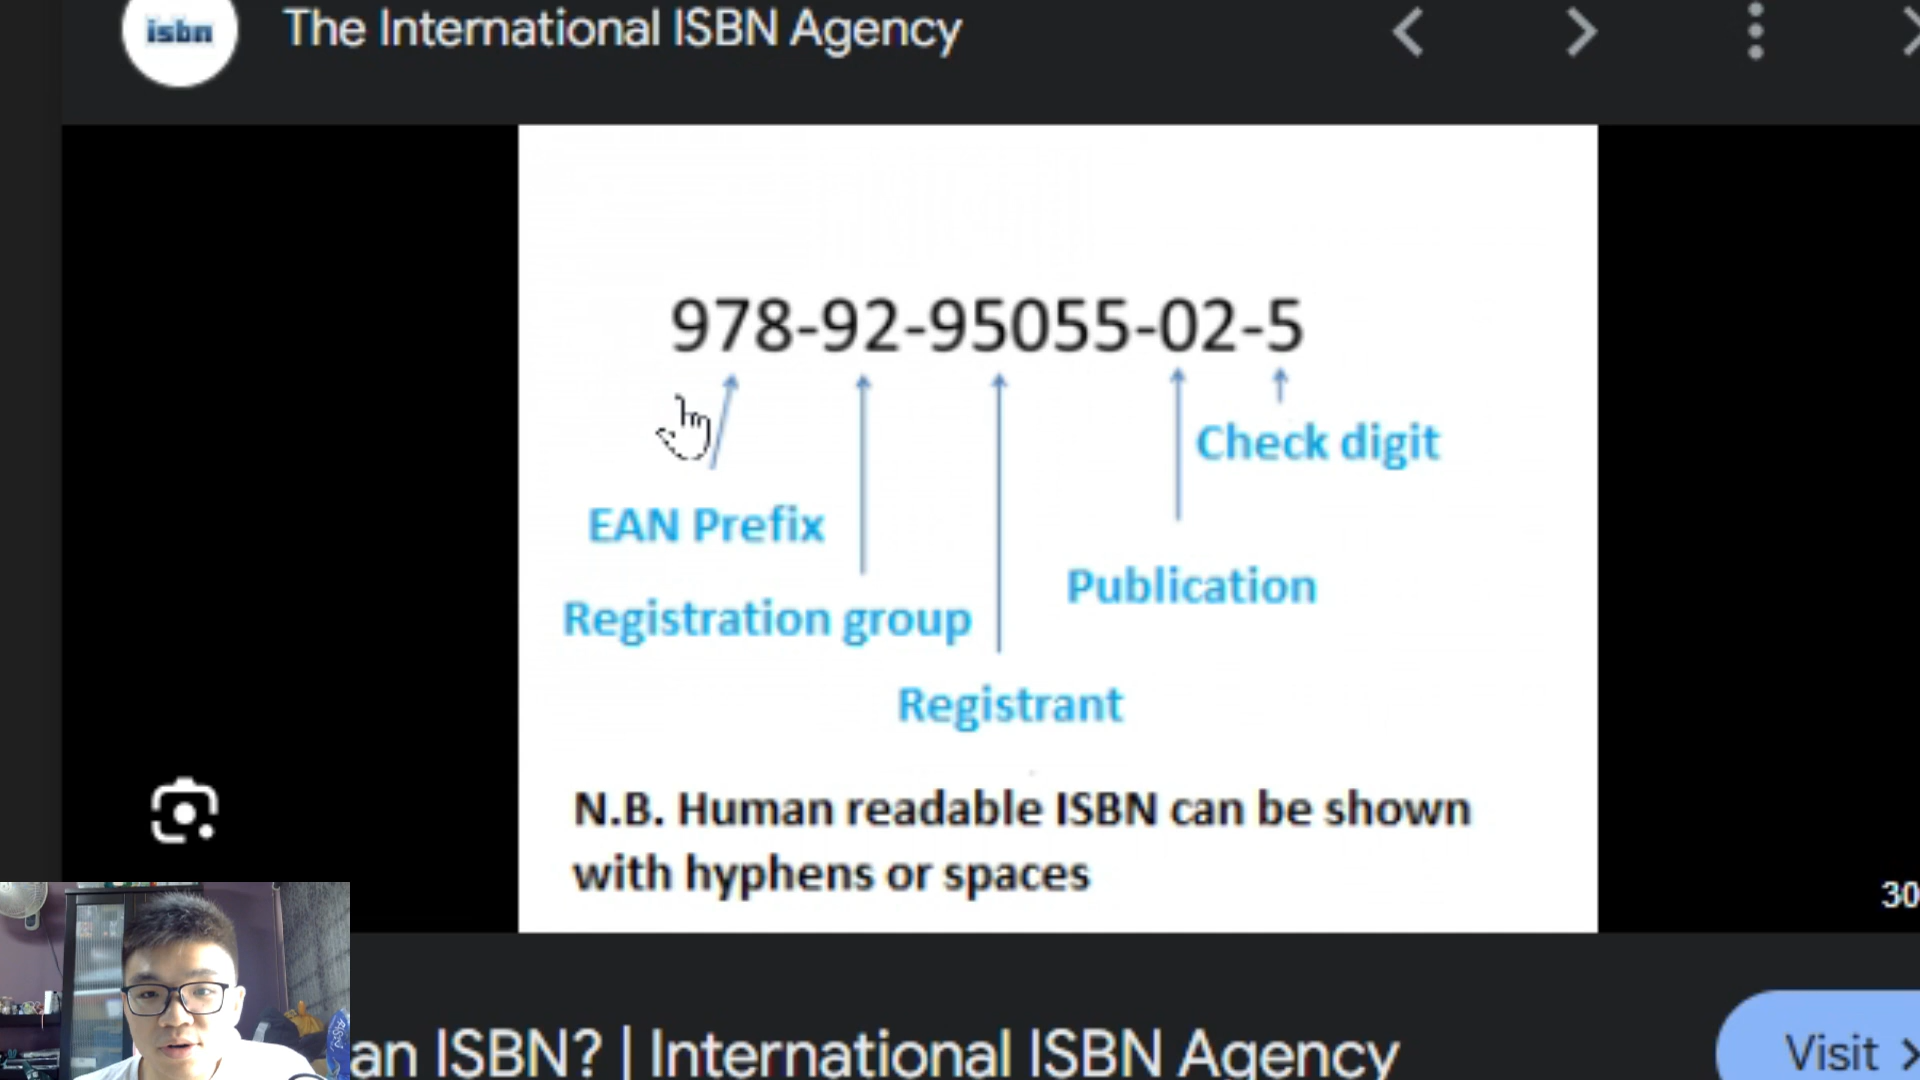 isbn
The International ISBN Agency
978-92-95055-02-5
Check digit
EAN Prefix
Publication
Registration group
Registrant
N.B. Human readable ISBN can be shown
with hyphens or spaces
30
an ISBN? | International ISBN Agency
Visit